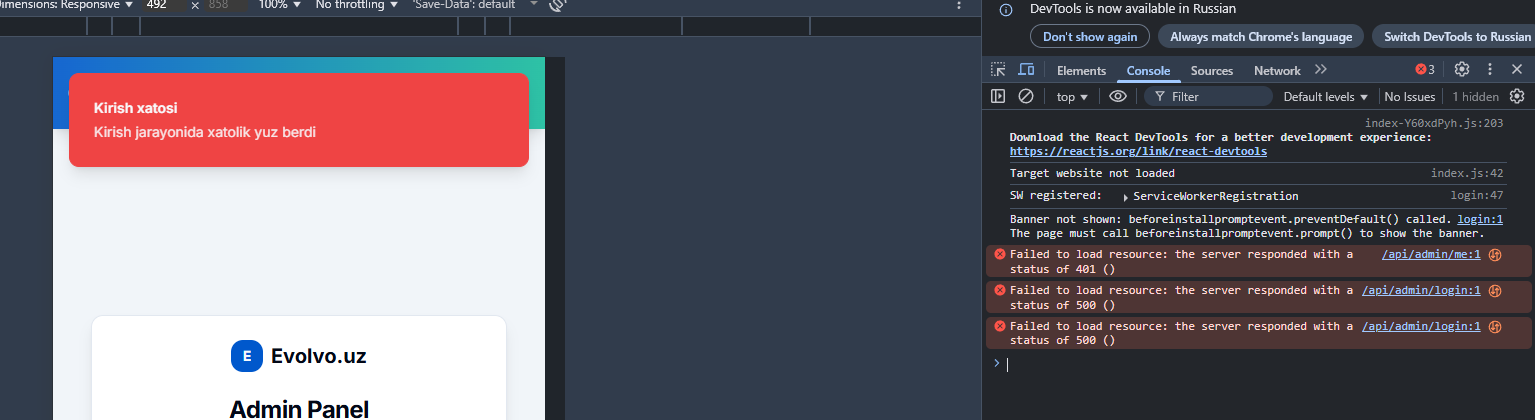 Dimensions: Responsive ▼ 492 × 858 100% ▼ No throttling ▼ 'Save-Data': default ▼
DevTools is now available in Russian
Don't show again Always match Chrome's language Switch DevTools to Russian
Elements Console Sources Network 3
top ▼ Filter Default levels ▼ No Issues 1 hidden
Kirish xatosi
Kirish jarayonida xatolik yuz berdi
E Evolvo.uz
Admin Panel
index-Y60xdPyh.js:203
Download the React DevTools for a better development experience:
https://reactjs.org/link/react-devtools
Target website not loaded index.js:42
SW registered: ▶ ServiceWorkerRegistration login:47
Banner not shown: beforeinstallpromptevent.preventDefault() called. login:1
The page must call beforeinstallpromptevent.prompt() to show the banner.
Failed to load resource: the server responded with a /api/admin/me:1
status of 401 ()
Failed to load resource: the server responded with a /api/admin/login:1
status of 500 ()
Failed to load resource: the server responded with a /api/admin/login:1
status of 500 ()